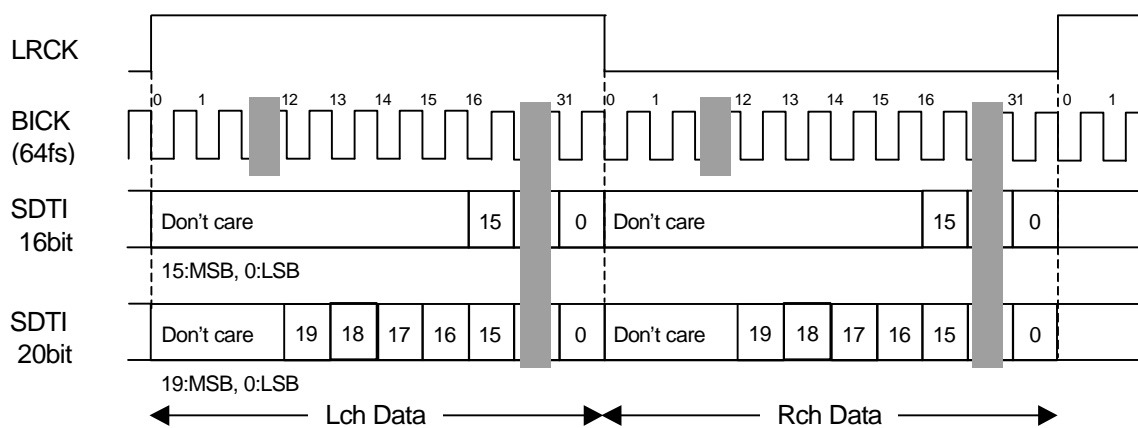 LRCK
0 1 12 13 14 15 16 31 0 1 12 13 14 15 16 31 0 1
BICK
(64fs)
SDTI
16bit
Don't care 15 0 Don't care 15 0
15:MSB, 0:LSB
SDTI
20bit
Don't care 19 18 17 16 15 0 Don't care 19 18 17 16 15 0
19:MSB, 0:LSB
Lch Data Rch Data